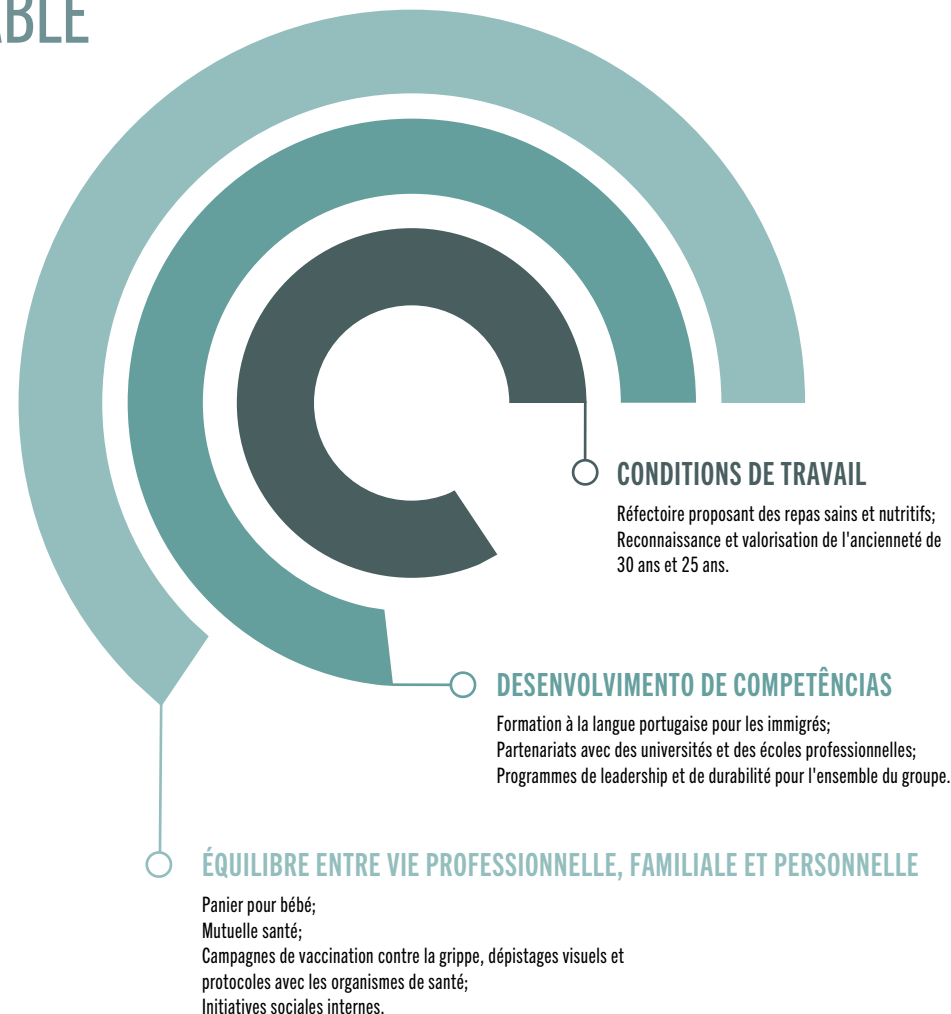 ABLE
CONDITIONS DE TRAVAIL
Réfectoire proposant des repas sains et nutritifs;
Reconnaissance et valorisation de l'ancienneté de
30 ans et 25 ans.
DESENVOLVIMENTO DE COMPETÊNCIAS
Formation à la langue portugaise pour les immigrés;
Partenariats avec des universités et des écoles professionnelles;
Programmes de leadership et de durabilité pour l'ensemble du groupe.
ÉQUILIBRE ENTRE VIE PROFESSIONNELLE, FAMILIALE ET PERSONNELLE
Panier pour bébé;
Mutuelle santé;
Campagnes de vaccination contre la grippe, dépistages visuels et
protocoles avec les organismes de santé;
Initiatives sociales internes.